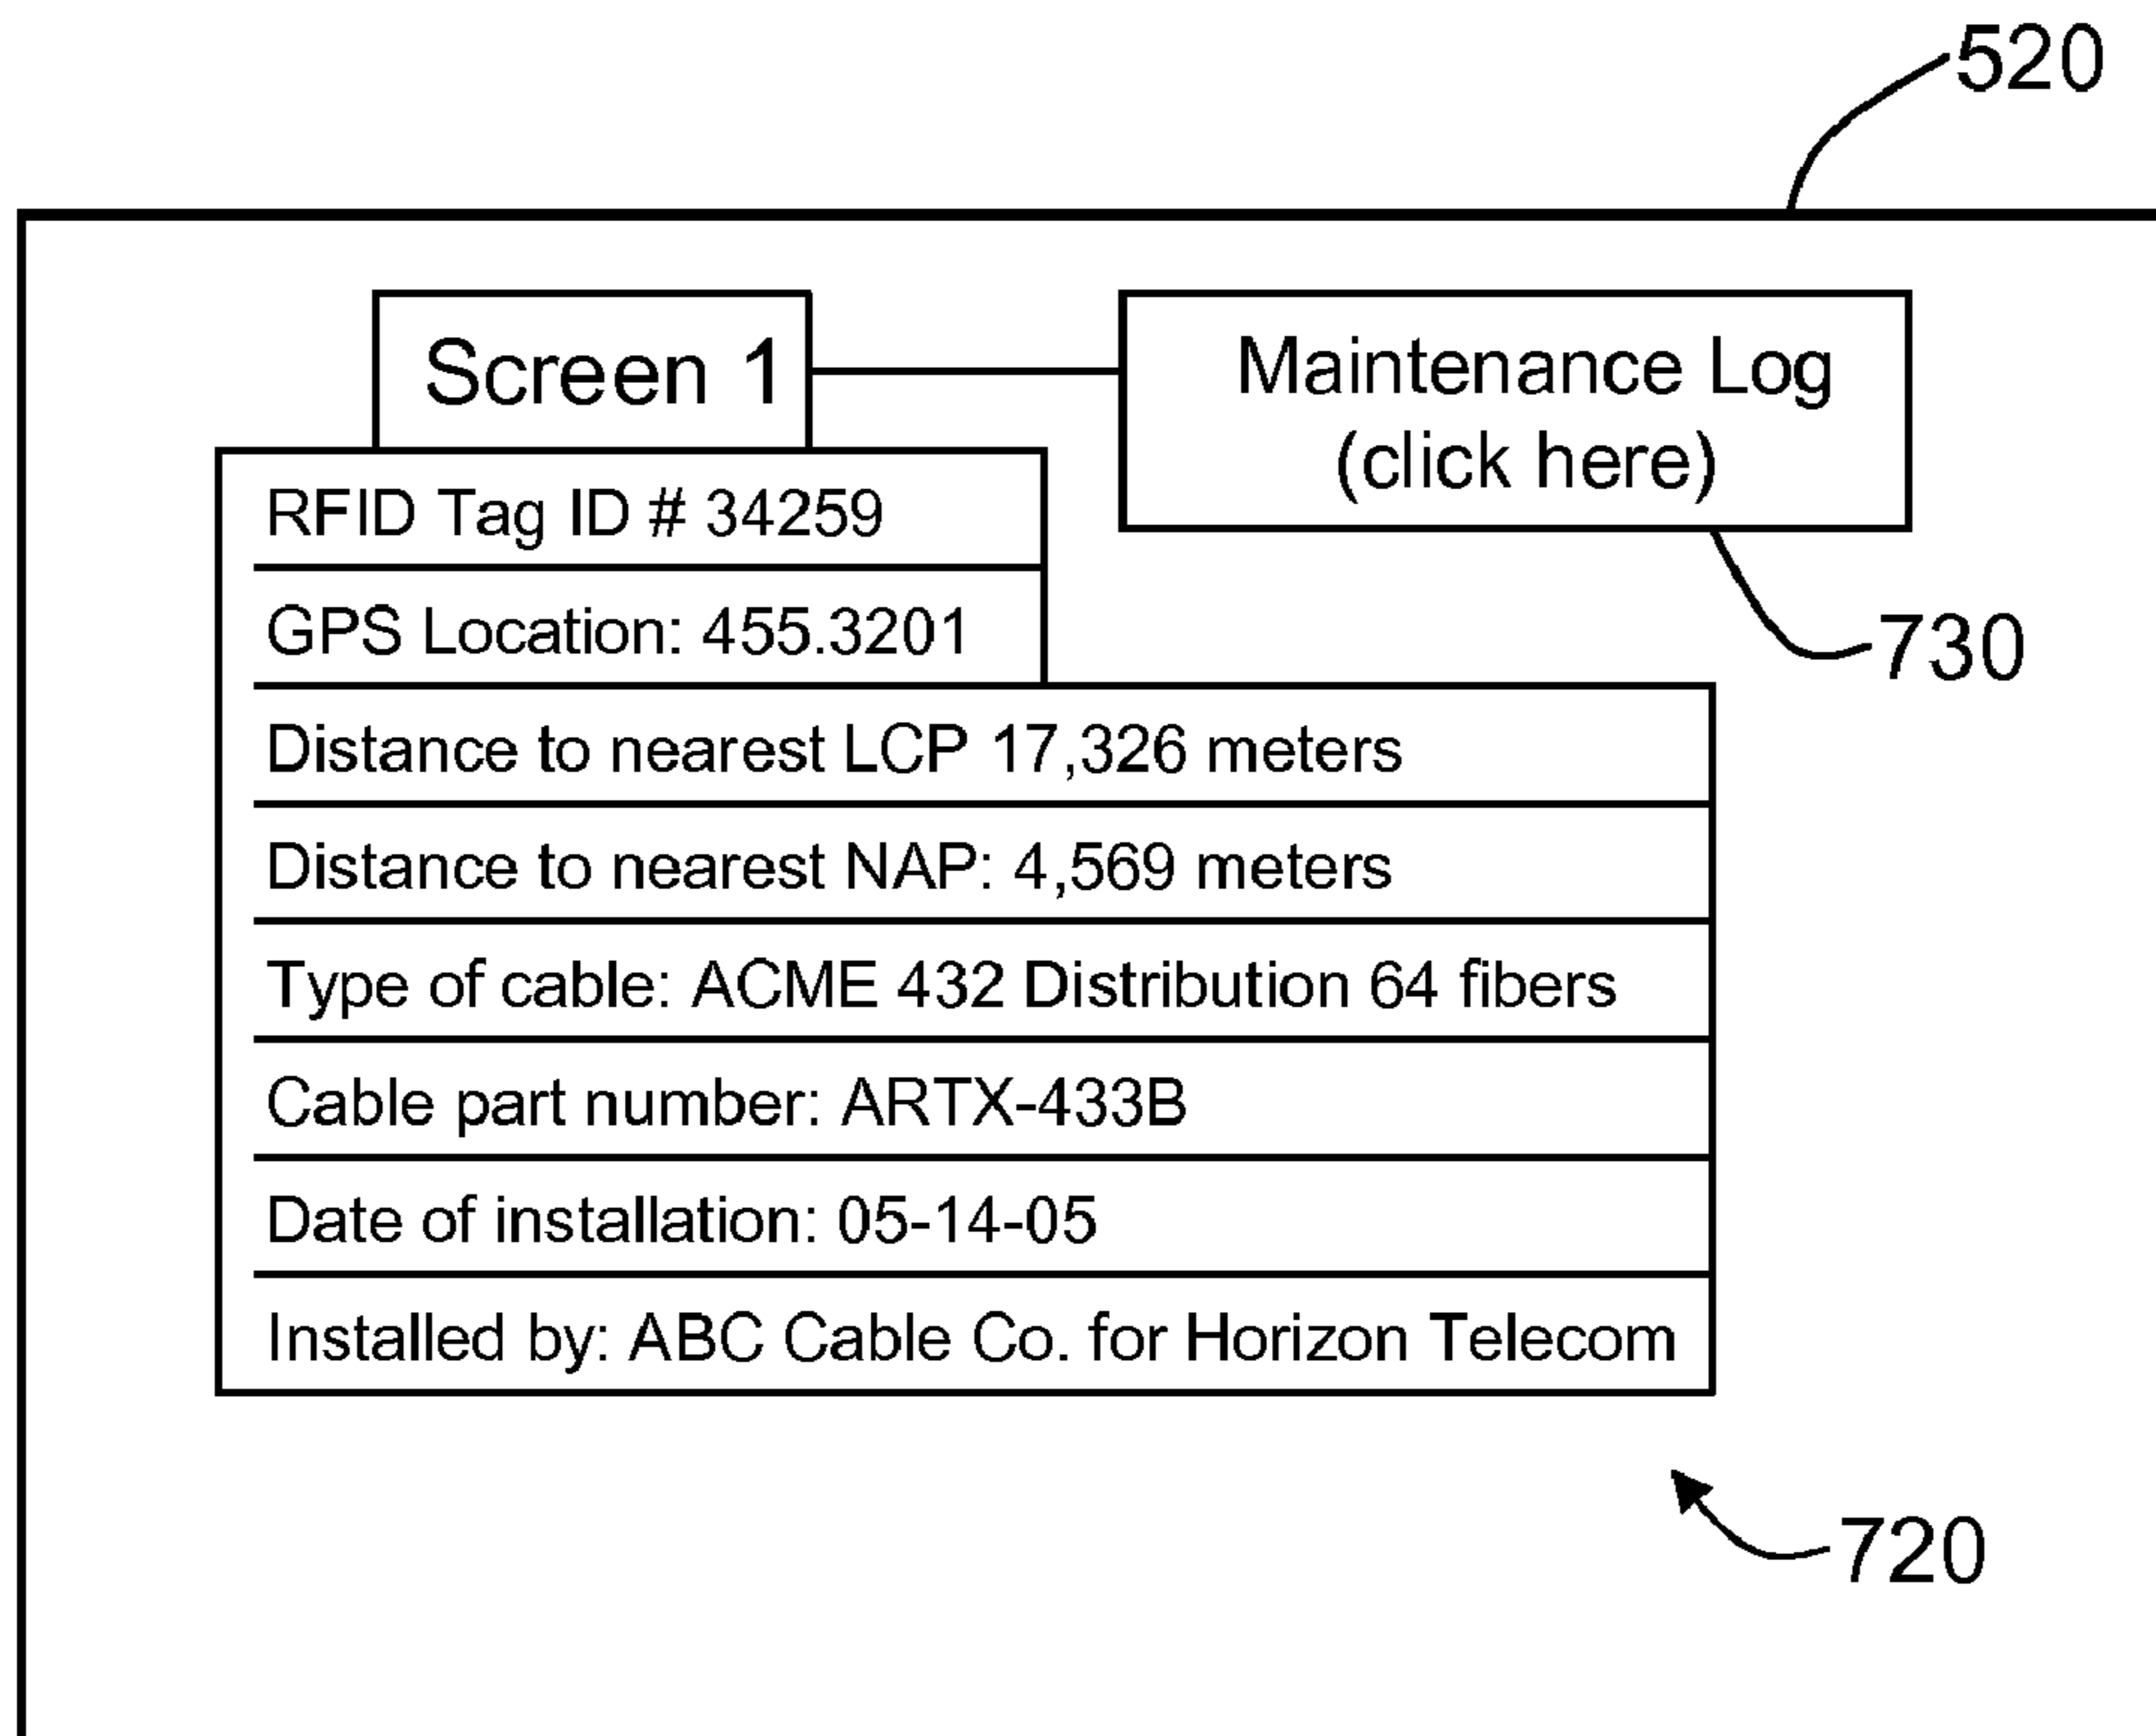 520
Screen 1
Maintenance Log
(click here)
RFID Tag ID # 34259
GPS Location: 455.3201
730
Distance to nearest LCP 17,326 meters
Distance to nearest NAP: 4,569 meters
Type of cable: ACME 432 Distribution 64 fibers
Cable part number: ARTX-433B
Date of installation: 05-14-05
Installed by: ABC Cable Co. for Horizon Telecom
720